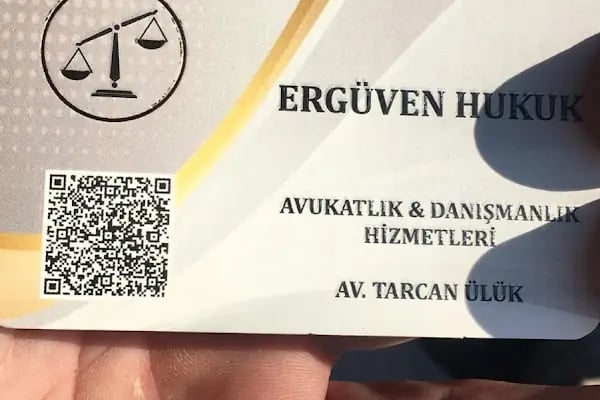 ERGÜVEN HUKUK
AVUKATLIK & DANIŞMANLIK
HİZMETLERİ
AV. TARCAN ÜLÜK